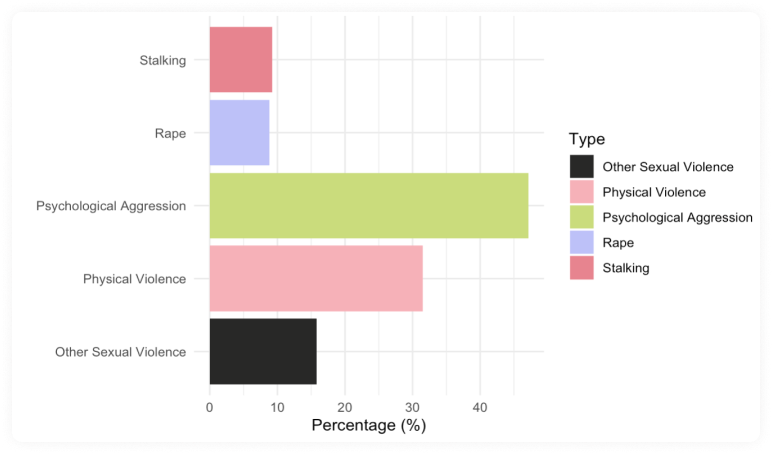 Stalking
Rape
Psychological Aggression
Physical Violence
Other Sexual Violence
0 10 20 30 40
Percentage (%)
Type
Other Sexual Violence
Physical Violence
Psychological Aggression
Rape
Stalking